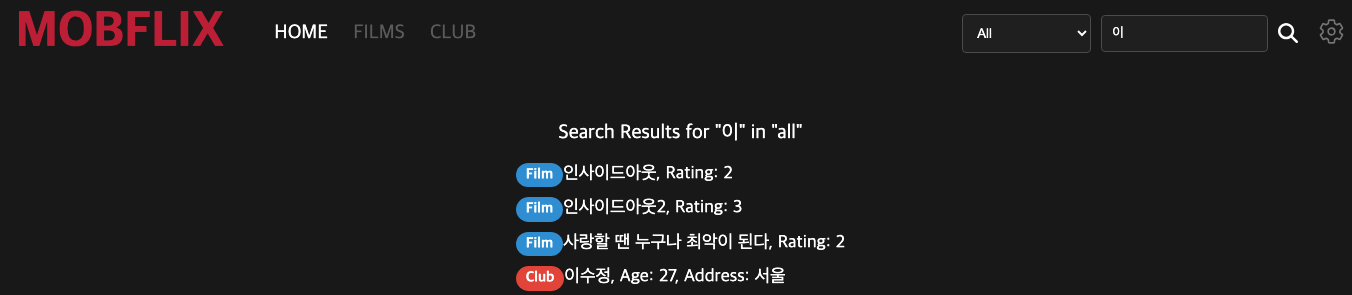 MOBFLIX HOME FILMS CLUB All 이
Search Results for "이" in "all"
Film 인사이드아웃, Rating: 2
Film 인사이드아웃2, Rating: 3
Film 사랑할 땐 누구나 최악이 된다, Rating: 2
Club 이수정, Age: 27, Address: 서울